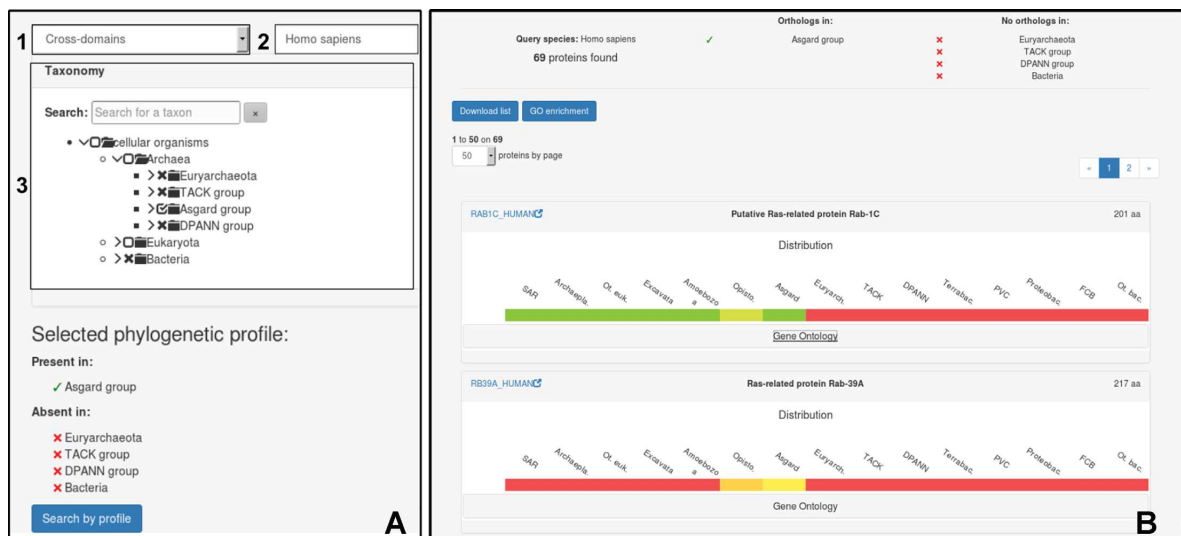 1 Cross-domains 2 Homo sapiens
3
Taxonomy
Search: Search for a taxon ×
cellular organisms
Archaea
Euryarchaeota
TACK group
Asgard group
DPANN group
Eukaryota
Bacteria
Selected phylogenetic profile:
Present in:
✓ Asgard group
Absent in:
× Euryarchaeota
× TACK group
× DPANN group
× Bacteria
Search by profile
A
Orthologs in: No orthologs in:
Query species: Homo sapiens ✓ Asgard group × Euryarchaeota
69 proteins found × TACK group
× DPANN group
× Bacteria
Download list GO enrichment
1 to 50 on 69
50 proteins by page
« 1 2 »
RAB1C_HUMAN Putative Ras-related protein Rab-1C 201 aa
Distribution
SAR Archaepla. Ot. euk. Excavata Amoebozoa Opisto. Asgard Euryarch. TACK DPANN Terrabac. PVC Proteobac. FCB Ot. bac.
Gene Ontology
RB39A_HUMAN Ras-related protein Rab-39A 217 aa
Distribution
SAR Archaepla. Ot. euk. Excavata Amoebozoa Opisto. Asgard Euryarch. TACK DPANN Terrabac. PVC Proteobac. FCB Ot. bac.
Gene Ontology
B